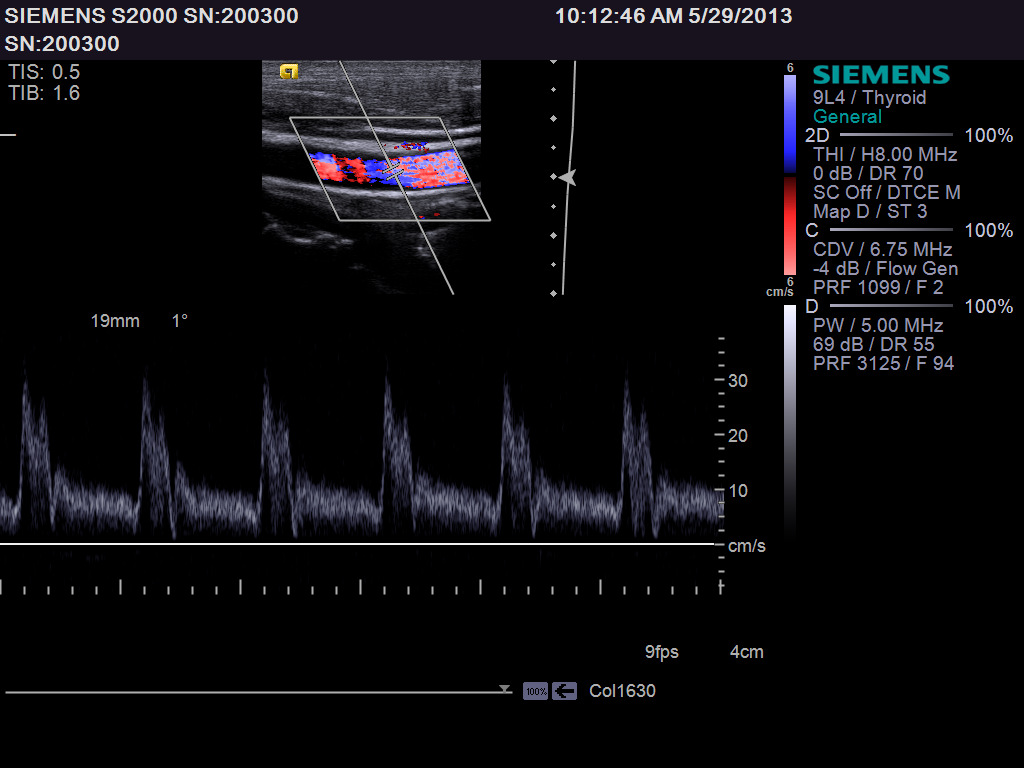 SIEMENS S2000 SN:200300
10:12:46 AM 5/29/2013
SN:200300
TIS: 0.5
TIB: 1.6
6
6
cm/s
SIEMENS
9L4 / Thyroid
General
2D 100%
THI / H8.00 MHz
0 dB / DR 70
SC Off / DTCE M
Map D / ST 3
C 100%
CDV / 6.75 MHz
-4 dB / Flow Gen
PRF 1099 / F 2
D 100%
PW / 5.00 MHz
69 dB / DR 55
PRF 3125 / F 94
19mm 1°
30
20
10
cm/s
9fps 4cm
100% Col1630